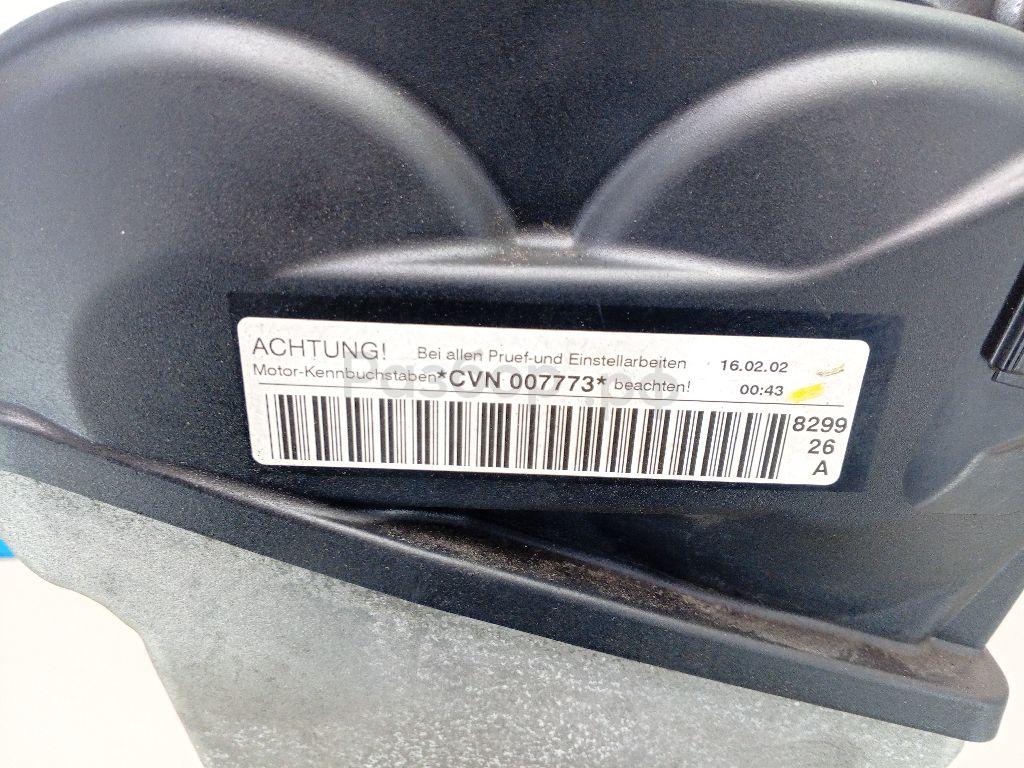 ACHTUNG! Bei allen Pruef-und Einstellarbeiten 16.02.02
Motor-Kennbuchstaben*CVN 007773* beachten! 00:43
8299
26
A